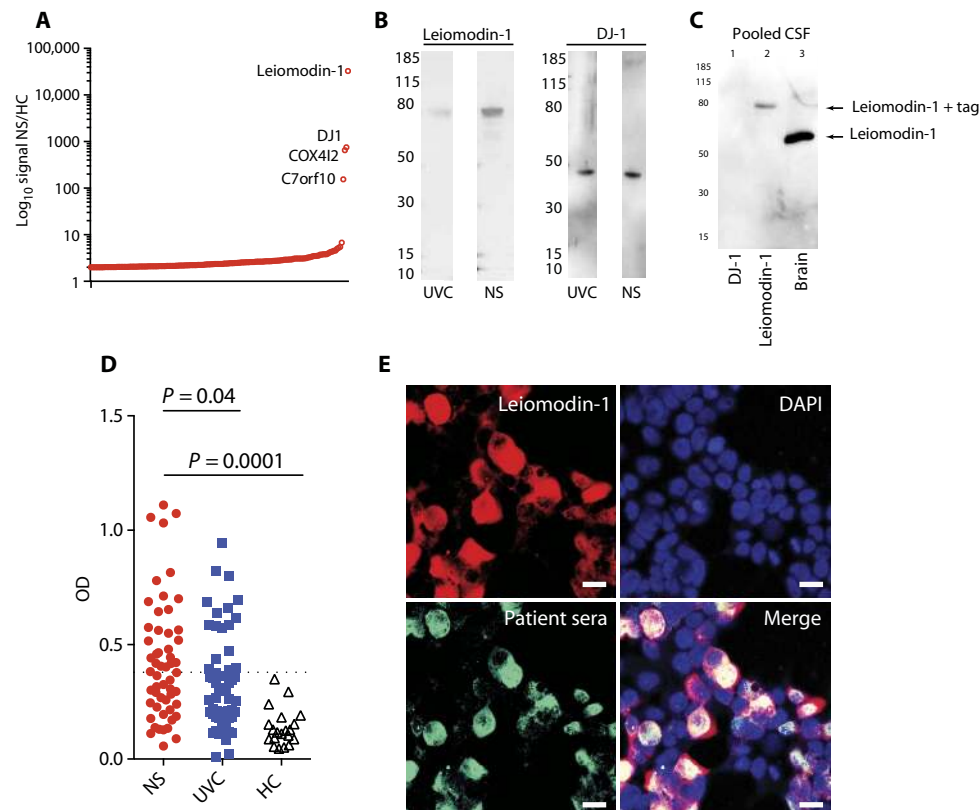 A
Log10 signal NS/HC
100,000
10,000
1000
100
10
1
Leiomodin-1
DJ1
COX4I2
C7orf10
B
Leiomodin-1
DJ-1
185
115
80
50
30
15
10
185
115
80
50
30
15
10
UVC
NS
UVC
NS
C
Pooled CSF
1 2 3
185
115
80
50
30
15
Leiomodin-1 + tag
Leiomodin-1
DJ-1
Leiomodin-1
Brain
D
P = 0.04
P = 0.0001
OD
1.5
1.0
0.5
0.0
NS
UVC
HC
E
Leiomodin-1
DAPI
Patient sera
Merge